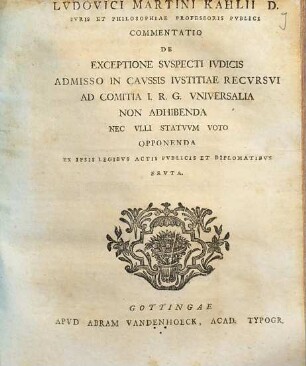 LVDOVICI MARTINI KAHLII D.
IVRIS ET PHILOSOPHIAE PROFESSORIS PVBLICI
COMMENTATIO
DE
EXCEPTIONE SVSPECTI IVDICIS
ADMISSO IN CAVSSIS IVSTITIAE RECVRSVI
AD COMITIA I. R. G. VNIVERSALIA
NON ADHIBENDA
NEC VLLI STATVVM VOTO
OPPONENDA
EX IPSIS LEGIBVS ACTIS PVBLICIS ET DIPLOMATIBVS
ERVTA.
GOTTINGAE
APVD ABRAM VANDENHOECK, ACAD. TYPOGR.